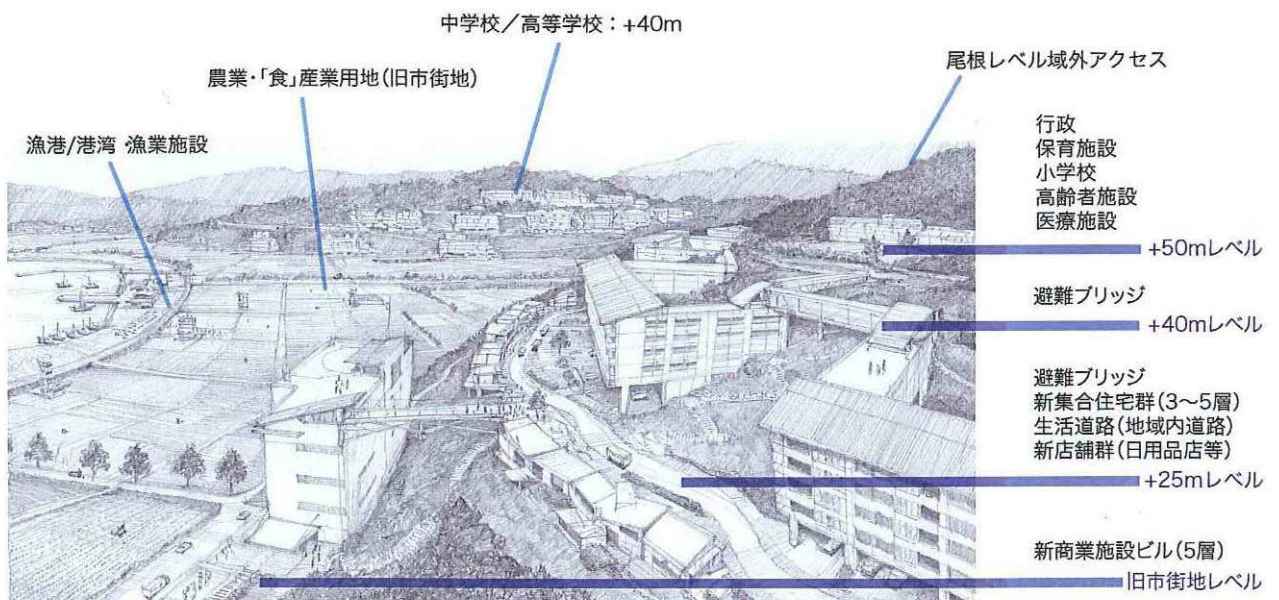 中学校／高等学校：+40m
尾根レベル域外アクセス
農業・「食」産業用地（旧市街地）
漁港/港湾・漁業施設
行政
保育施設
小学校
高齢者施設
医療施設
+50mレベル
避難ブリッジ
+40mレベル
避難ブリッジ
新集合住宅群（3〜5層）
生活道路（地域内道路）
新店舗群（日用品店等）
+25mレベル
新商業施設ビル（5層）
旧市街地レベル